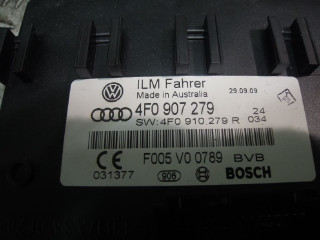 ILM Fahrer
Made in Australia
29.09.09
4F0 907 279
24
SW:4F0 910 279 R 034
F005 V0 0789 BVB
031377
906
BOSCH